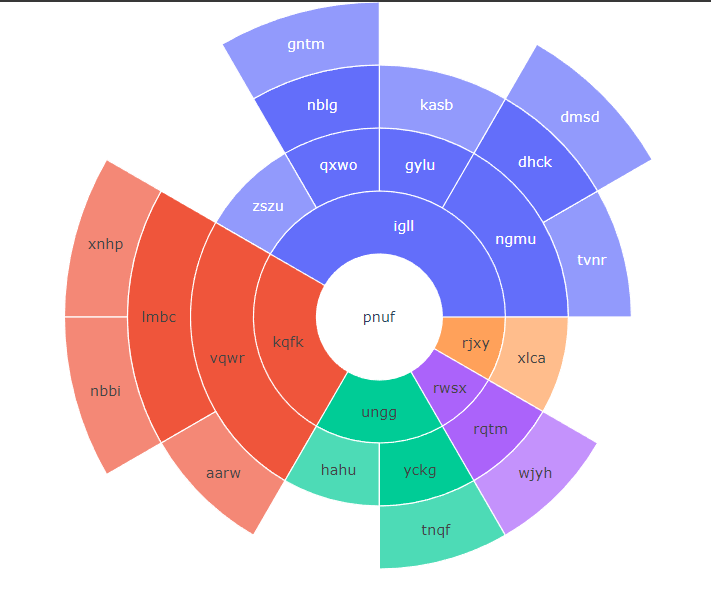 gntm
nblg
kasb
dmsd
dhck
qxwo
gylu
zszu
igll
ngmu
tvnr
xnhp
lmbc
vqwr
kqfk
pnuf
rjxy
xlca
nbbi
aarw
ungg
rwsx
rqtm
hahu
yckg
wjyh
tnqf